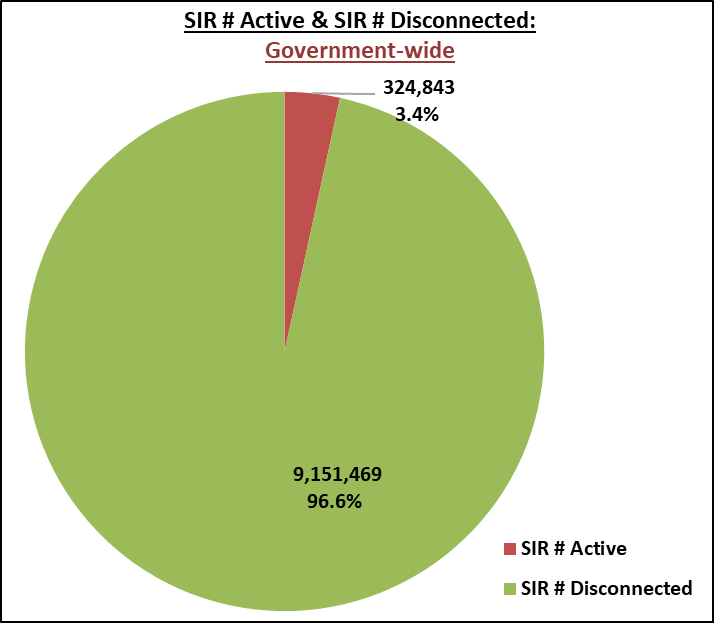 SIR # Active & SIR # Disconnected:
Government-wide
324,843
3.4%
9,151,469
96.6%
SIR # Active
SIR # Disconnected